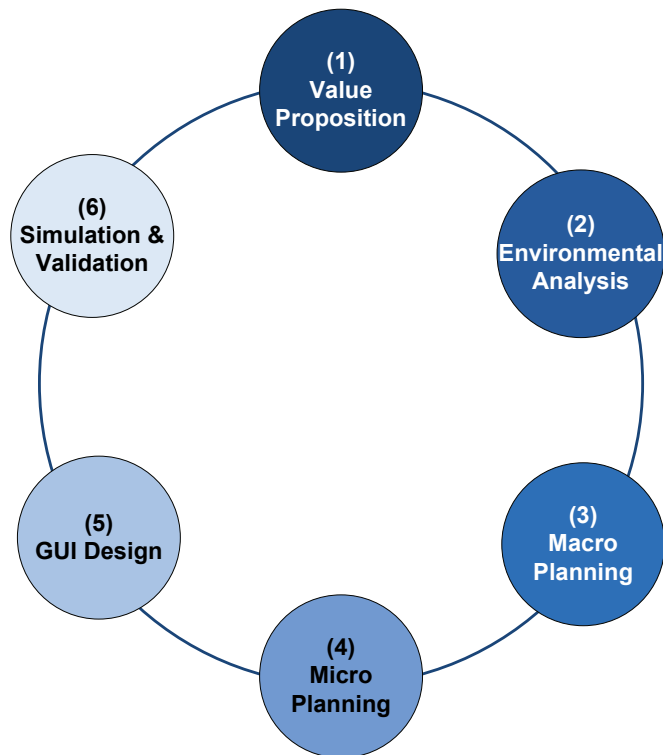 (1)
Value
Proposition
(2)
Environmental
Analysis
(3)
Macro
Planning
(4)
Micro
Planning
(5)
GUI Design
(6)
Simulation &
Validation